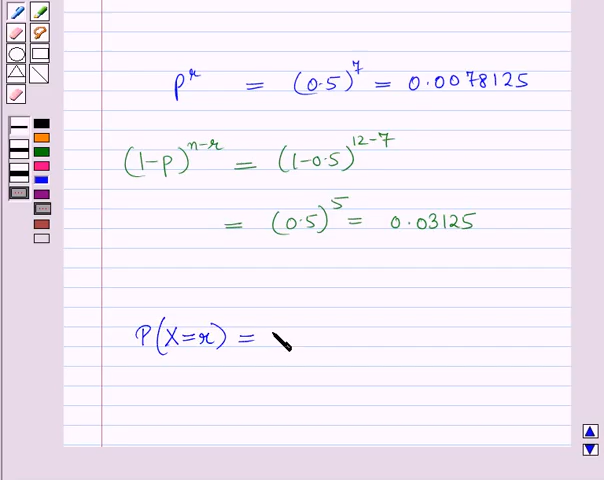 p^r = (0.5)^7 = 0.0078125
(1-p)^{n-r} = (1-0.5)^{12-7}
= (0.5)^5 = 0.03125
P(X=r) =